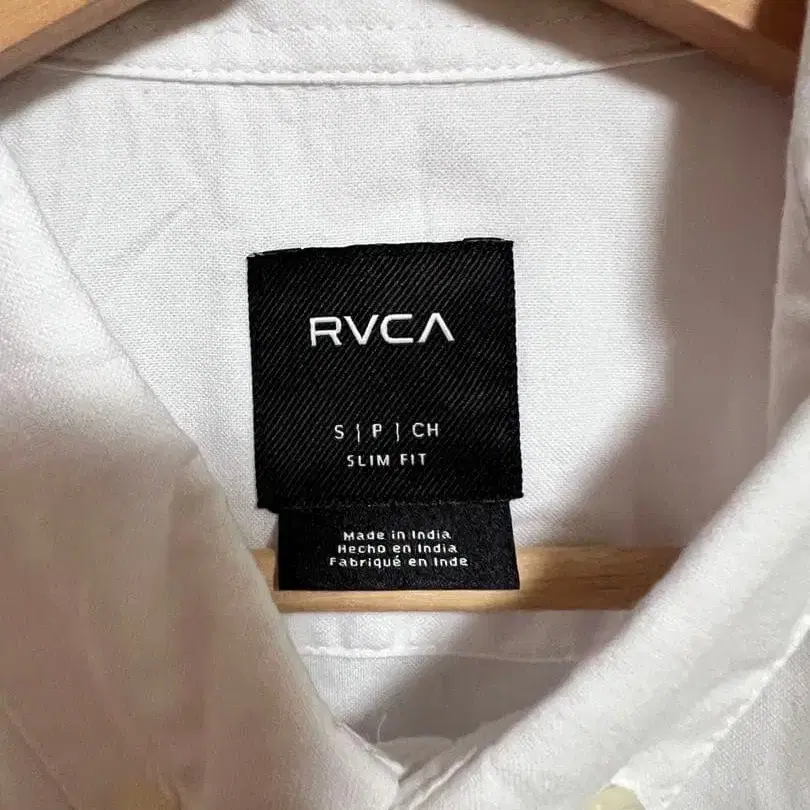 RVCA
S | P | CH
SLIM FIT
Made in India
Hecho en India
Fabriqué en Inde